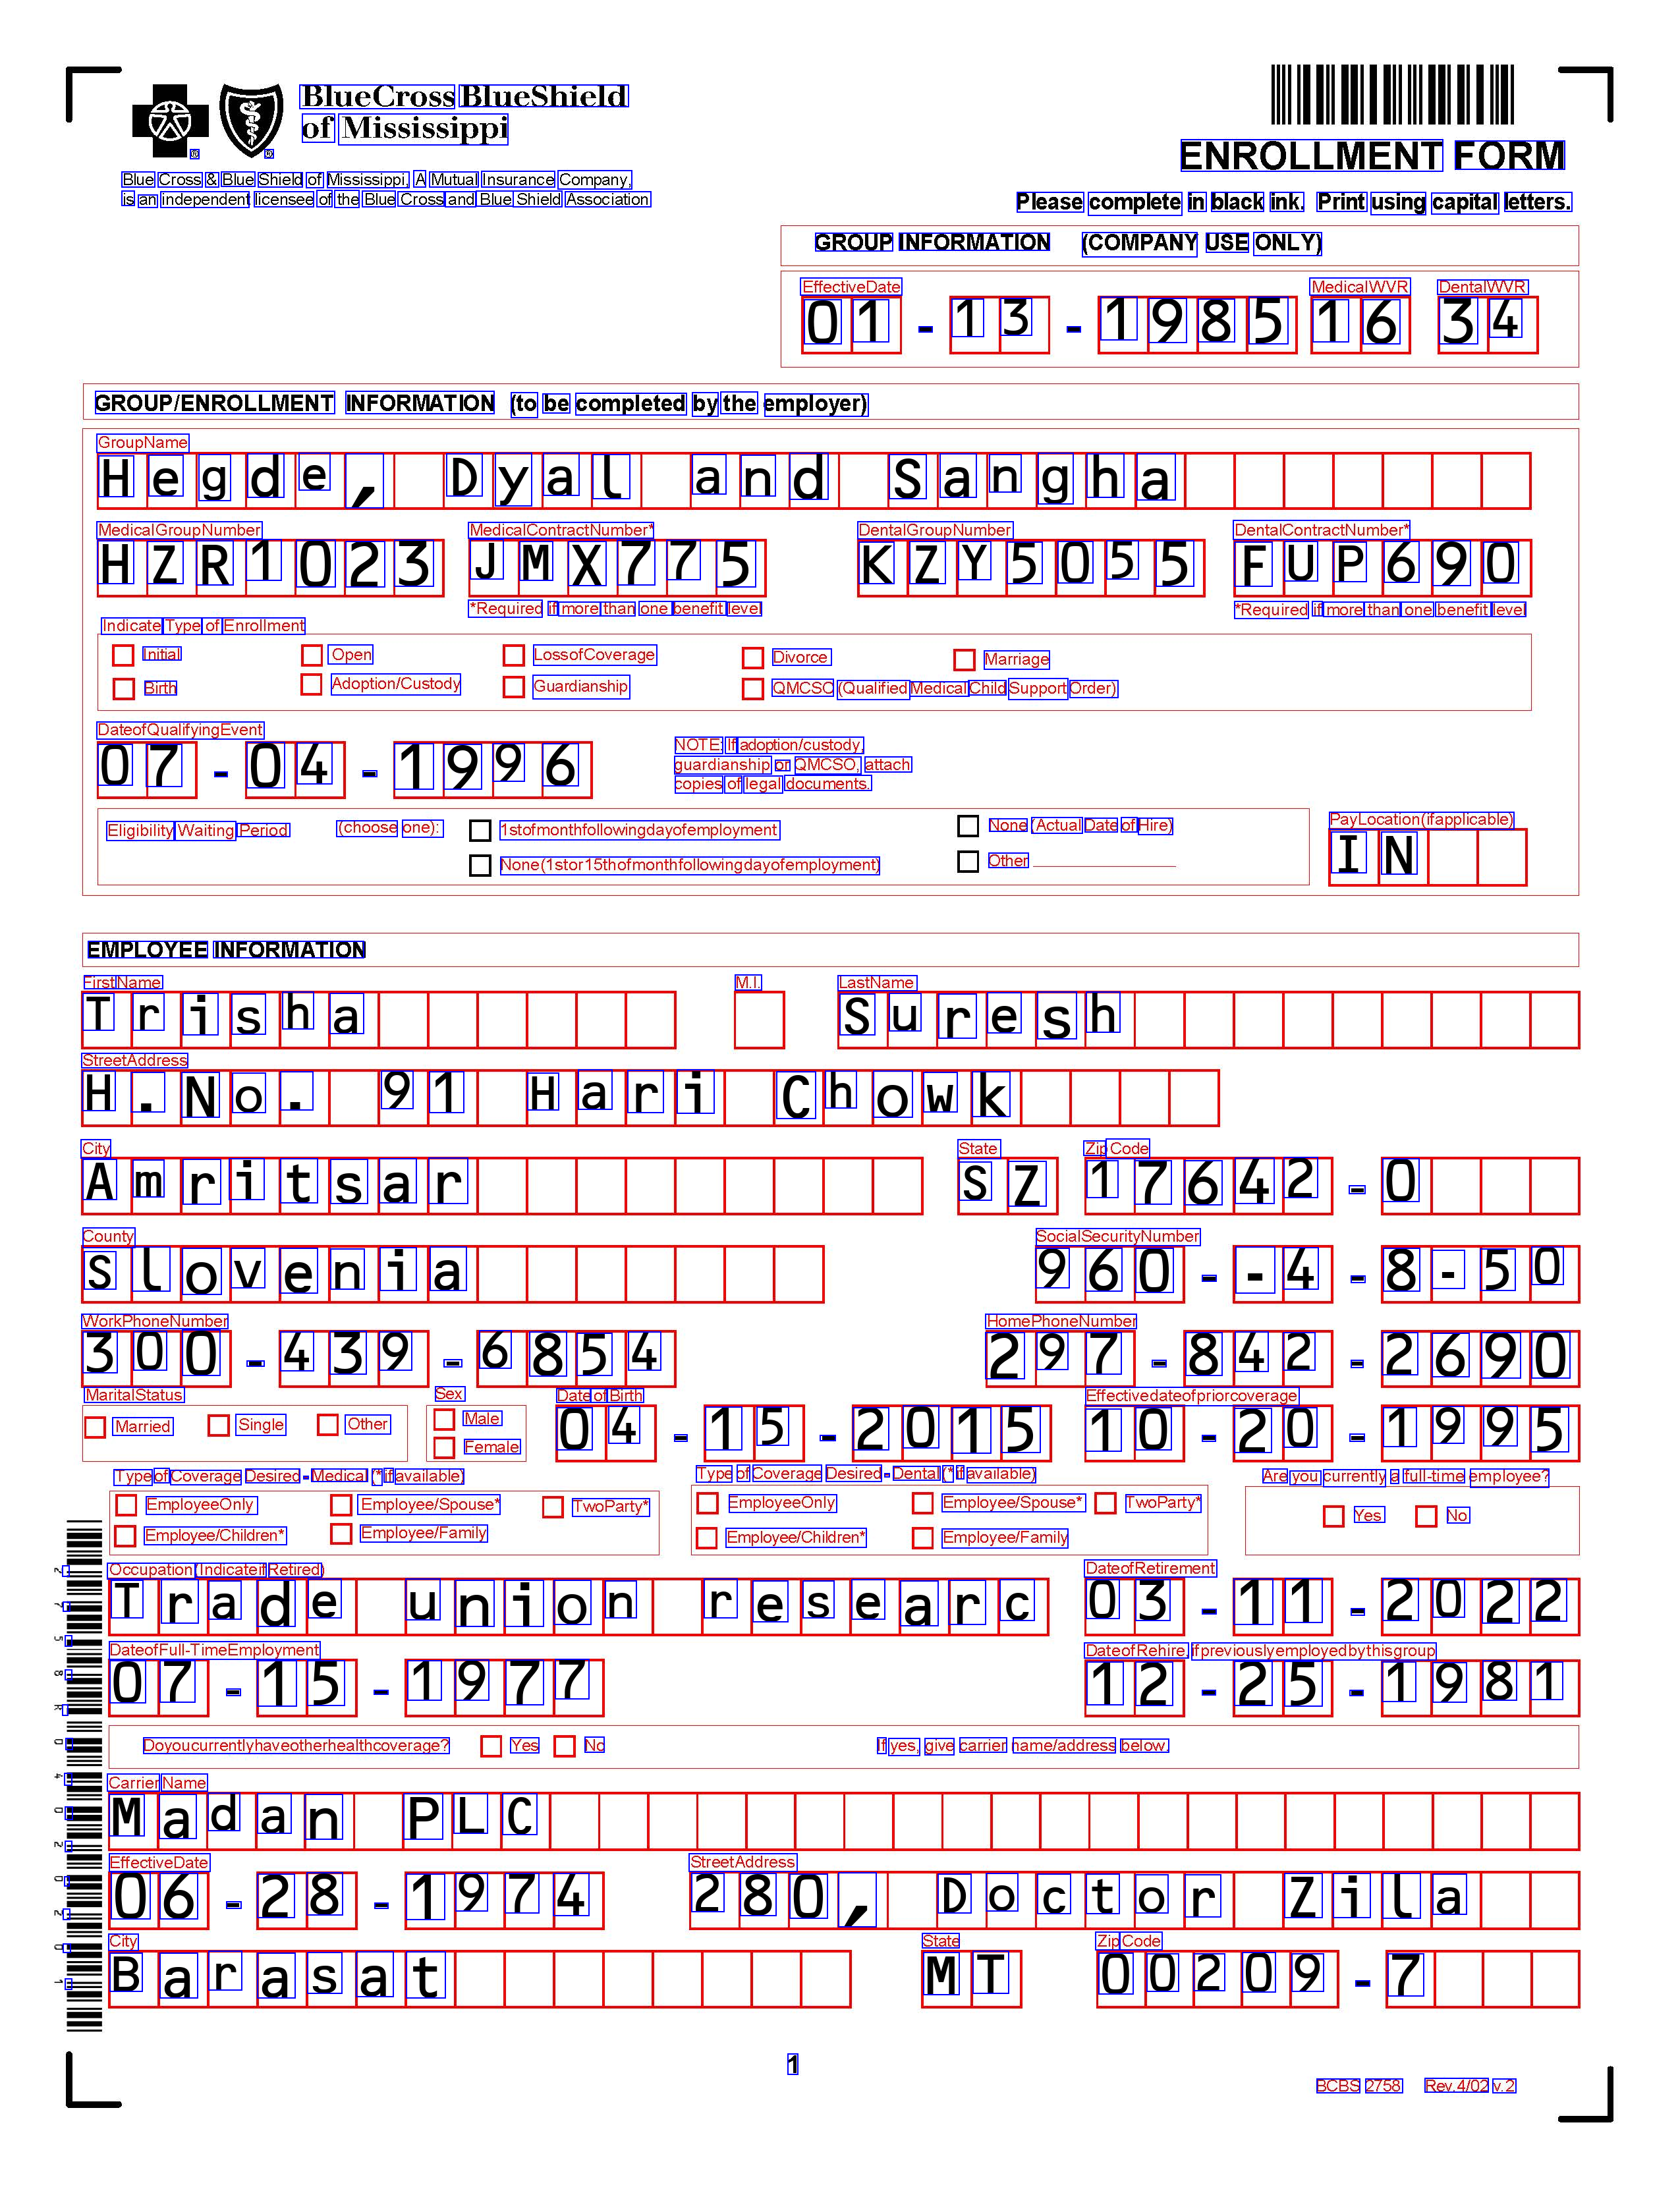 BlueCross BlueShield
of Mississippi
® ®
Blue Cross & Blue Shield of Mississippi, A Mutual Insurance Company,
is an independent licensee of the Blue Cross and Blue Shield Association
ENROLLMENT FORM
Please complete in black ink. Print using capital letters.
GROUP INFORMATION (COMPANY USE ONLY)
EffectiveDate MedicalWVR DentalWVR
01-13-1985 16 34
GROUP/ENROLLMENT INFORMATION (to be completed by the employer)
GroupName
Hegde, Dyal and Sangha
MedicalGroupNumber MedicalContractNumber* DentalGroupNumber DentalContractNumber*
HZR1023 JMX775 KZY5055 FUP690
*Required if more than one benefit level *Required if more than one benefit level
Indicate Type of Enrollment
Initial Open LossofCoverage Divorce Marriage
Birth Adoption/Custody Guardianship QMCSO (Qualified Medical Child Support Order)
DateofQualifyingEvent
07-04-1996
NOTE: If adoption/custody,
guardianship or QMCSO, attach
copies of legal documents.
Eligibility Waiting Period (choose one): 1stofmonthfollowingdayofemployment None (Actual Date of Hire)
None(1stor15thofmonthfollowingdayofemployment) Other
PayLocation(ifapplicable)
IN
EMPLOYEE INFORMATION
FirstName M.I. LastName
Trisha Suresh
StreetAddress
H.No. 91 Hari Chowk
City State Zip Code
Amritsar SZ 17642-0
County SocialSecurityNumber
Slovenia 960--4-8-50
WorkPhoneNumber HomePhoneNumber
300-439-6854 297-842-2690
MaritalStatus Sex Date of Birth Effectivedateofpriorcoverage
Married Single Other Male 04-15-2015 10-20-1995
Female
Type of Coverage Desired - Medical (* if available) Type of Coverage Desired - Dental (* if available) Are you currently a full-time employee?
EmployeeOnly Employee/Spouse* TwoParty* EmployeeOnly Employee/Spouse* TwoParty* Yes No
Employee/Children* Employee/Family Employee/Children* Employee/Family
Occupation (Indicateif Retired) DateofRetirement
Trade union researc 03-11-2022
DateofFull-TimeEmployment DateofRehire, ifpreviouslyemployedbythisgroup
07-15-1977 12-25-1981
Doyoucurrentlyhaveotherhealthcoverage? Yes No If yes, give carrier name/address below.
Carrier Name
Madan PLC
EffectiveDate StreetAddress
06-28-1974 280, Doctor Zila
City State Zip Code
Barasat MT 00209-7
1
BCBS 2758 Rev.4/02 v.2